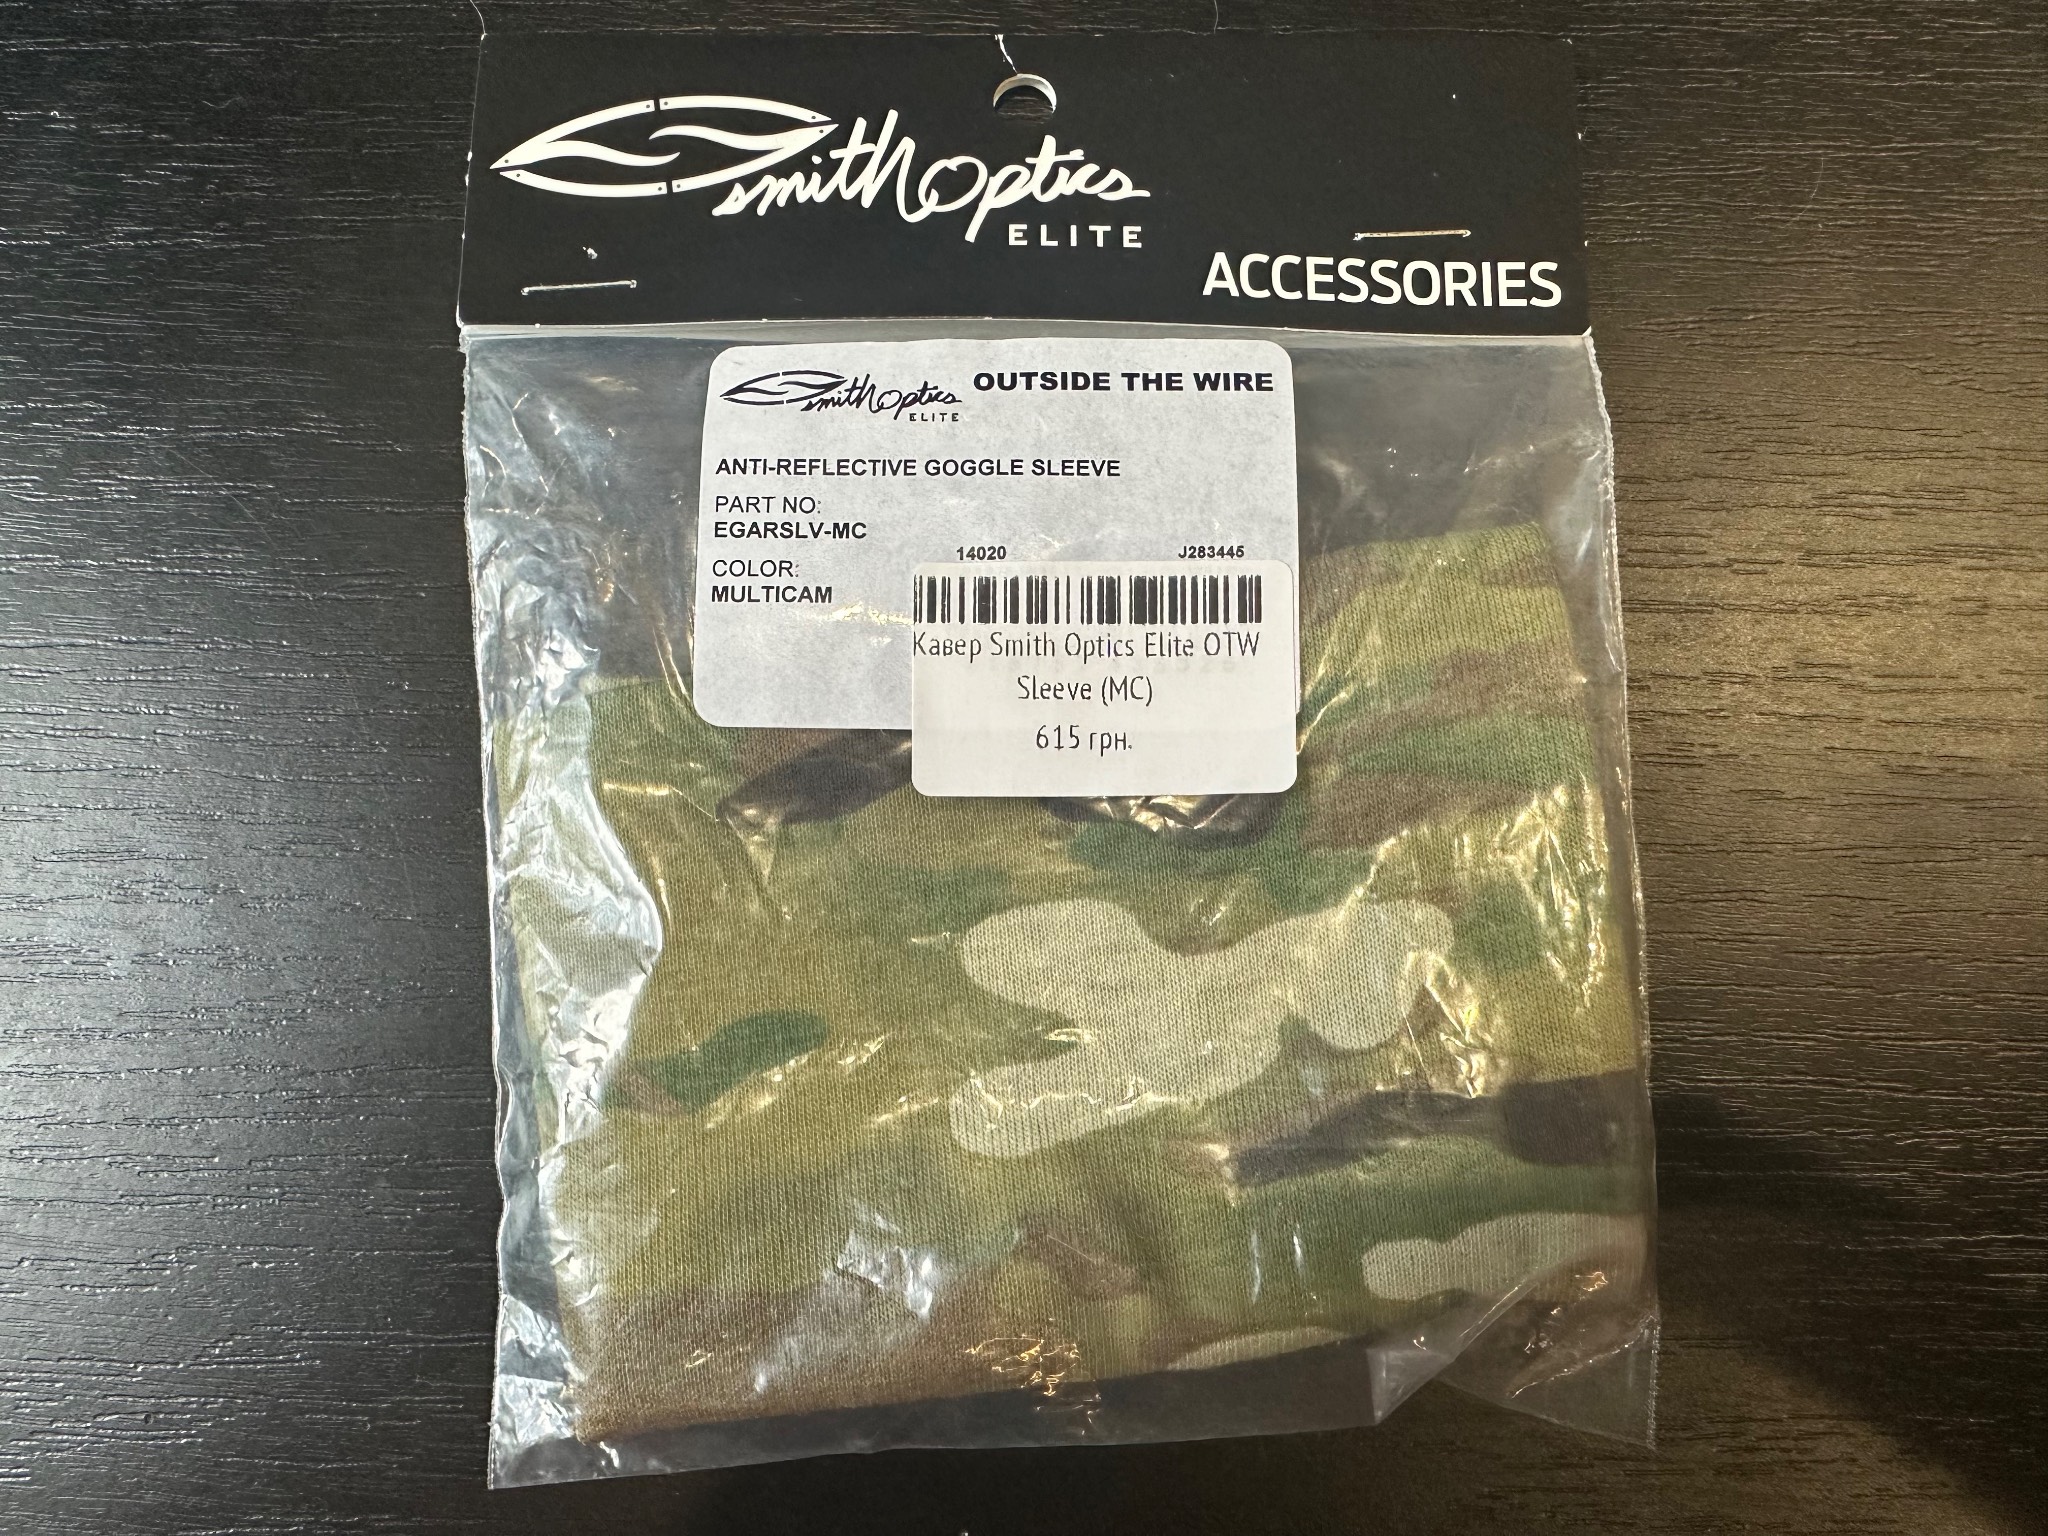 Smith Optics
ELITE
ACCESSORIES
Smith Optics
ELITE
OUTSIDE THE WIRE
ANTI-REFLECTIVE GOGGLE SLEEVE
PART NO:
EGARSLV-MC
14020 J283445
COLOR:
MULTICAM
Кавер Smith Optics Elite OTW
Sleeve (MC)
615 грн.